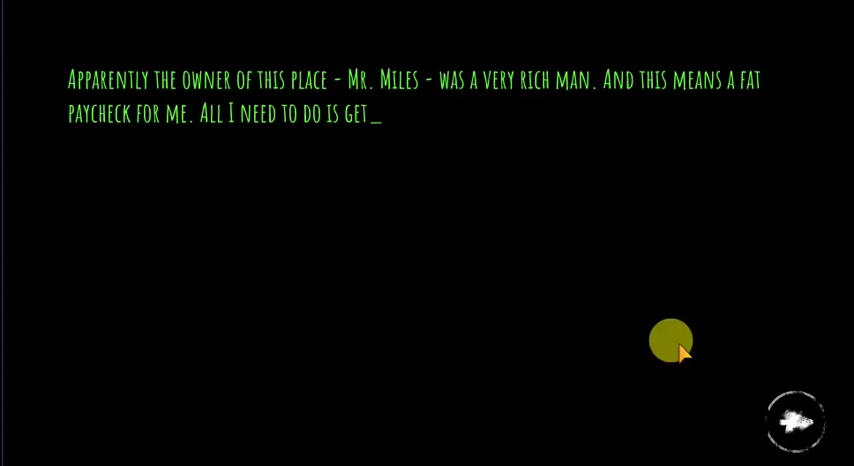 Apparently the owner of this place - Mr. Miles - was a very rich man. And this means a fat
paycheck for me. All I need to do is get_